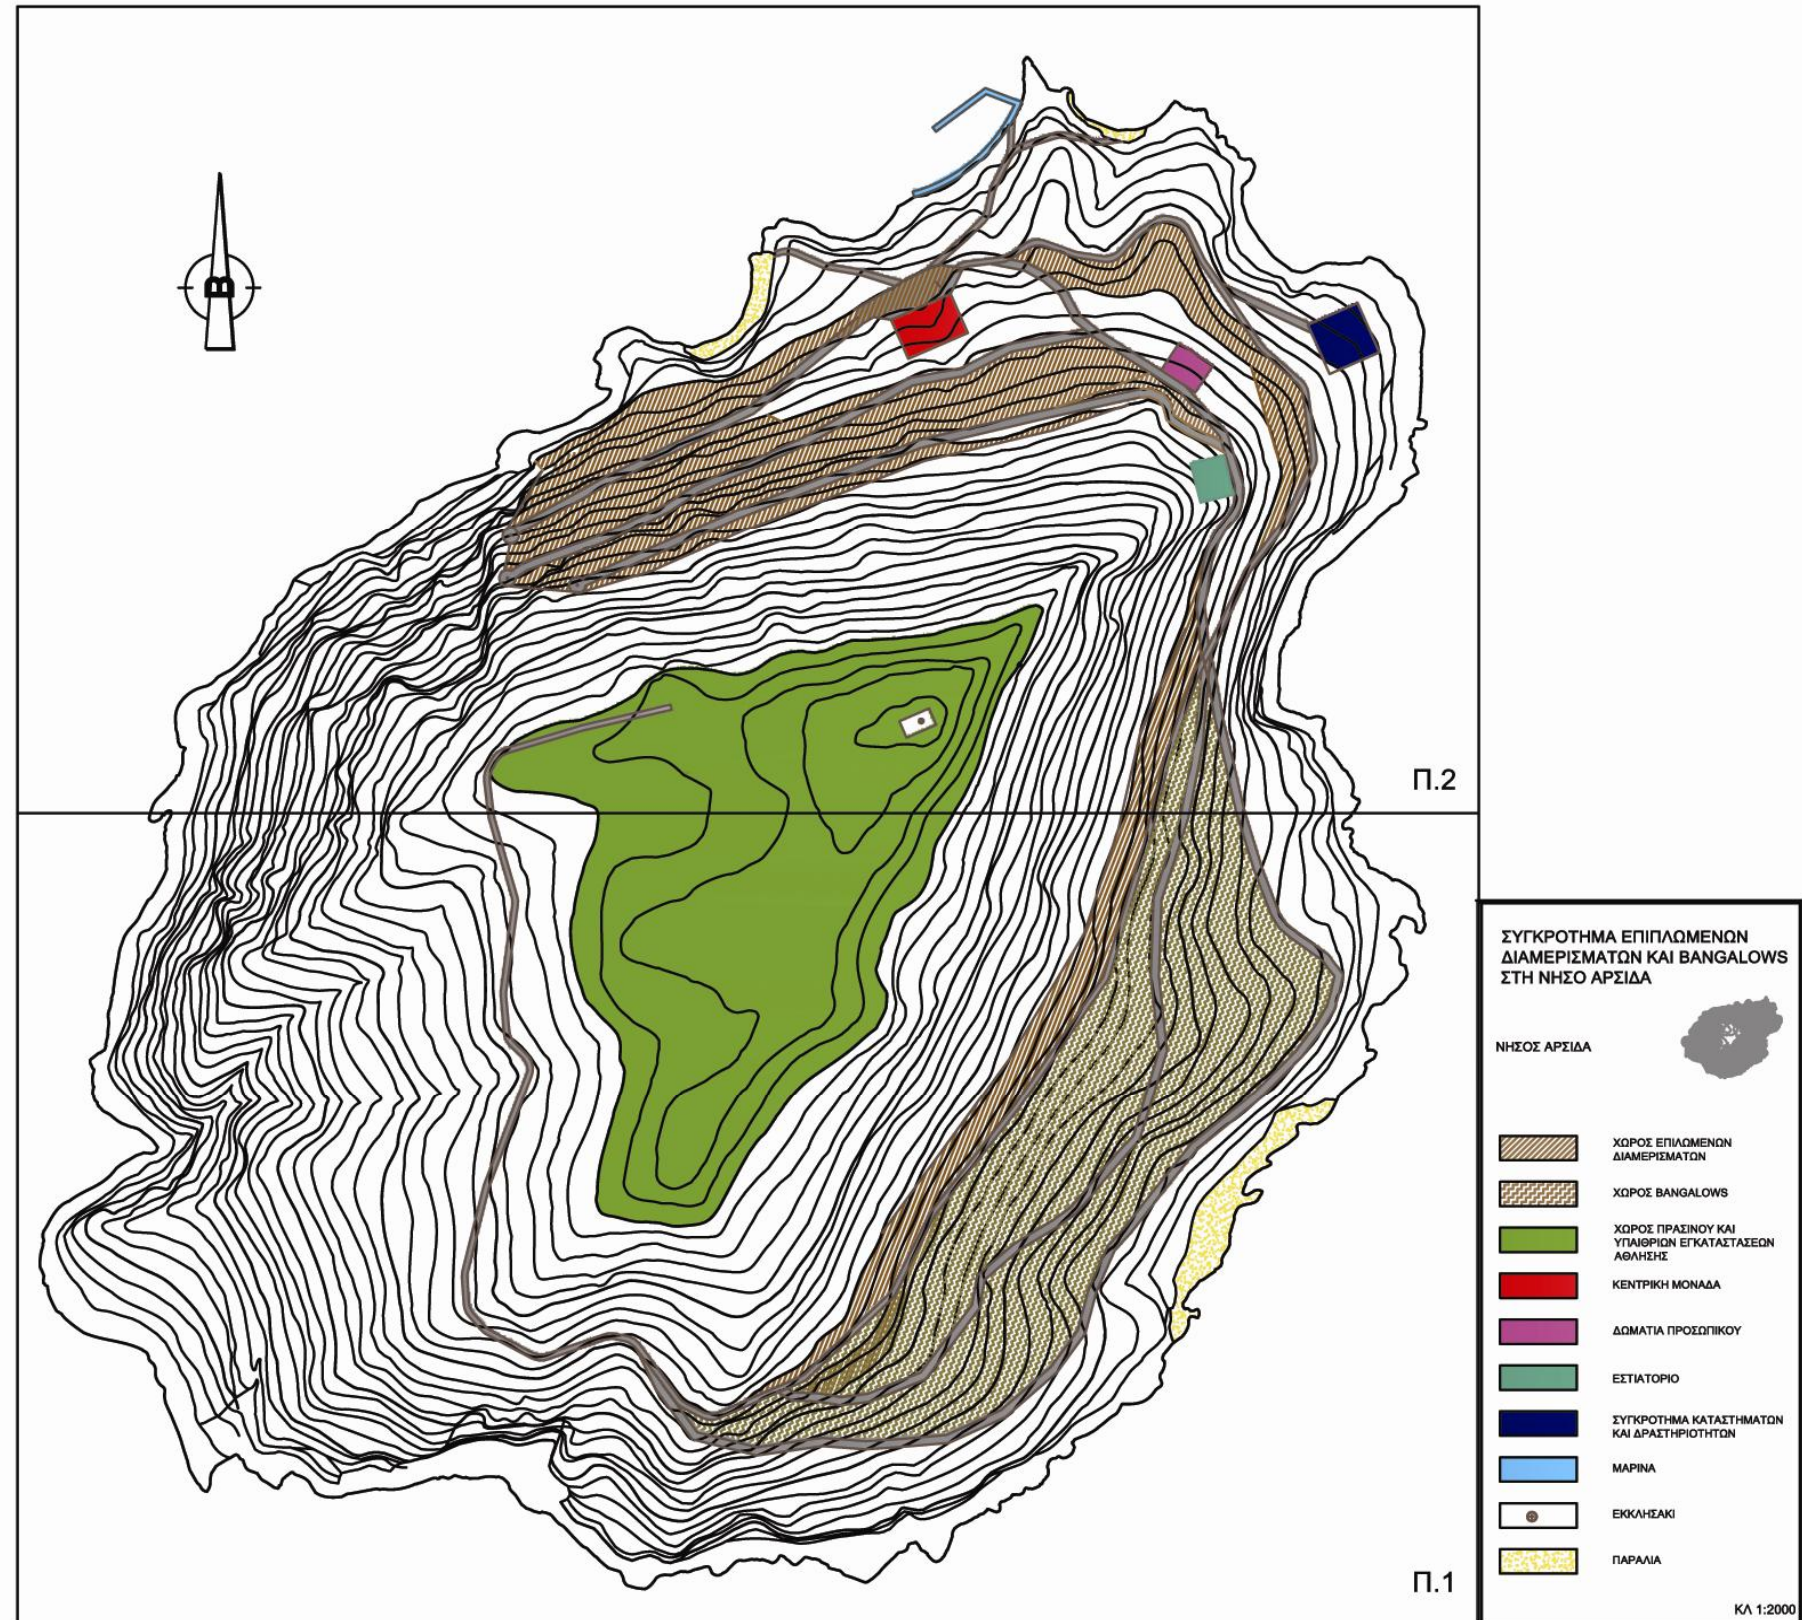 B
Π.2
Π.1
ΣΥΓΚΡΟΤΗΜΑ ΕΠΙΠΛΩΜΕΝΩΝ
ΔΙΑΜΕΡΙΣΜΑΤΩΝ ΚΑΙ BANGALOWS
ΣΤΗ ΝΗΣΟ ΑΡΣΙΔΑ
ΝΗΣΟΣ ΑΡΣΙΔΑ
ΧΩΡΟΣ ΕΠΙΛΩΜΕΝΩΝ
ΔΙΑΜΕΡΙΣΜΑΤΩΝ
ΧΩΡΟΣ BANGALOWS
ΧΩΡΟΣ ΠΡΑΣΙΝΟΥ ΚΑΙ
ΥΠΑΙΘΡΙΩΝ ΕΓΚΑΤΑΣΤΑΣΕΩΝ
ΑΘΛΗΣΗΣ
ΚΕΝΤΡΙΚΗ ΜΟΝΑΔΑ
ΔΩΜΑΤΙΑ ΠΡΟΣΩΠΙΚΟΥ
ΕΣΤΙΑΤΟΡΙΟ
ΣΥΓΚΡΟΤΗΜΑ ΚΑΤΑΣΤΗΜΑΤΩΝ
ΚΑΙ ΔΡΑΣΤΗΡΙΟΤΗΤΩΝ
ΜΑΡΙΝΑ
ΕΚΚΛΗΣΑΚΙ
ΠΑΡΑΛΙΑ
ΚΛ 1:2000